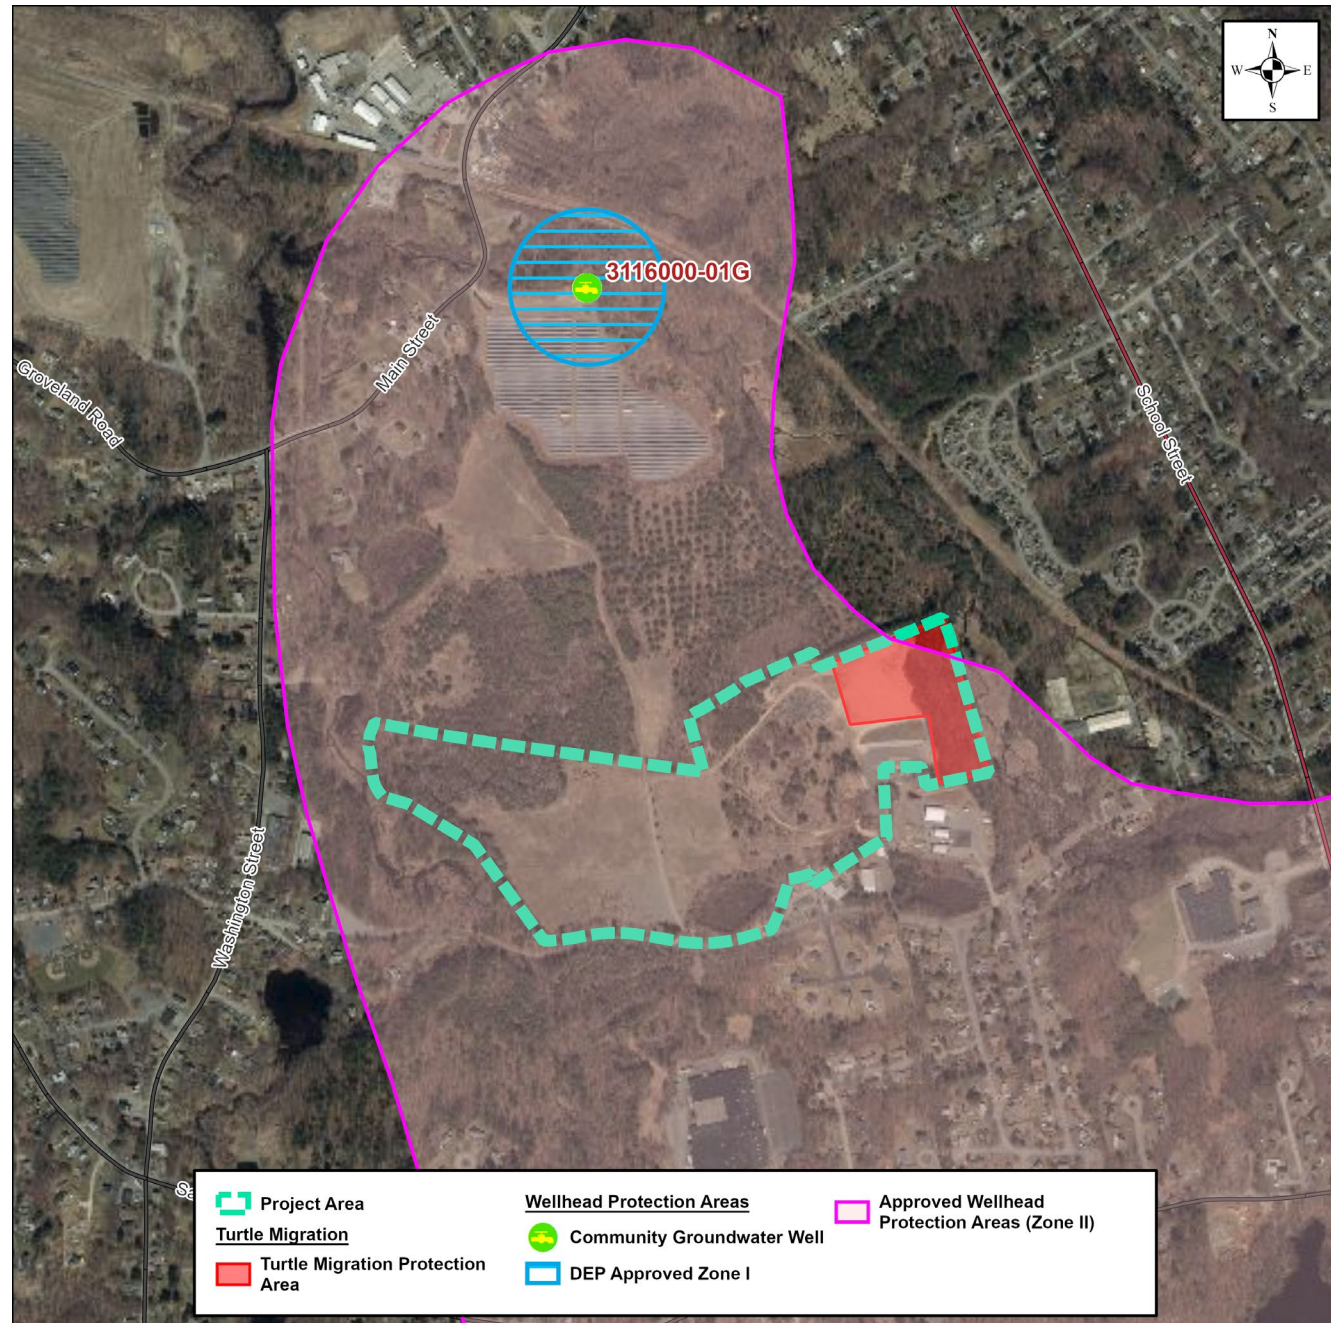 N
W E
S
3116000-01G
Main Street
Groveland Road
School Street
Washington Street
S
Project Area
Turtle Migration
Turtle Migration Protection
Area
Wellhead Protection Areas
Community Groundwater Well
DEP Approved Zone I
Approved Wellhead
Protection Areas (Zone II)